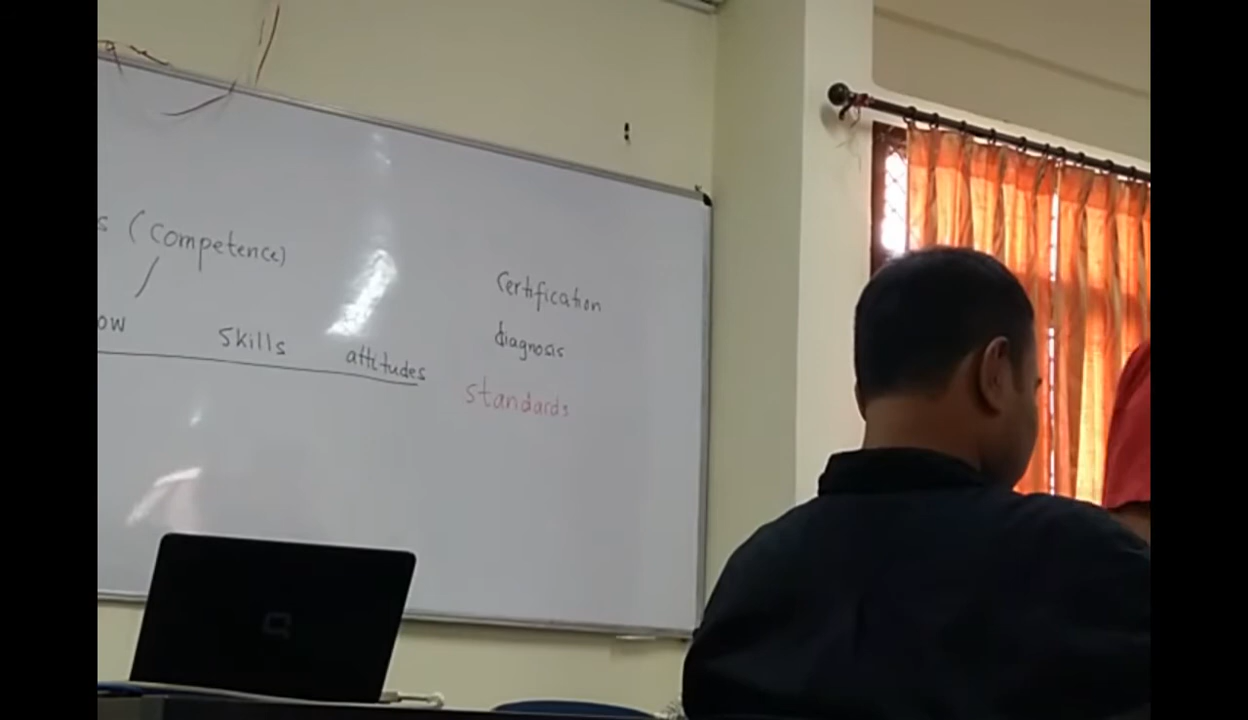 s (competence)
ow skills attitudes
Certification
diagnosis
standards